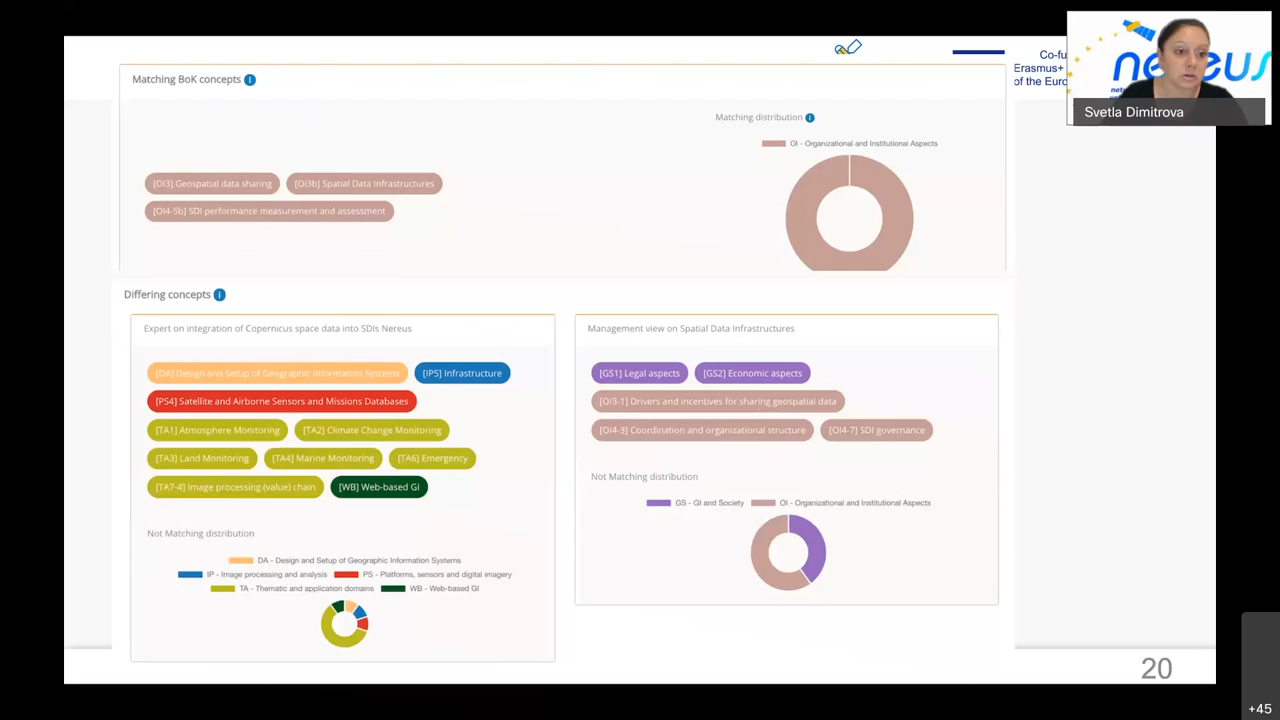 Matching BoK concepts i
Co-fu
Erasmus+
of the Euro
nereus
Svetla Dimitrova
Matching distribution i
OI - Organizational and Institutional Aspects
[OI3] Geospatial data sharing [OI3b] Spatial Data Infrastructures
[OI4-5b] SDI performance measurement and assessment
Differing concepts i
Expert on integration of Copernicus space data into SDIs Nereus
[DA] Design and Setup of Geographic Information Systems [IP5] Infrastructure
[PS4] Satellite and Airborne Sensors and Missions Databases
[TA1] Atmosphere Monitoring [TA2] Climate Change Monitoring
[TA3] Land Monitoring [TA4] Marine Monitoring [TA6] Emergency
[TA7-4] Image processing (value) chain [WB] Web-based GI
Not Matching distribution
DA - Design and Setup of Geographic Information Systems
IP - Image processing and analysis PS - Platforms, sensors and digital imagery
TA - Thematic and application domains WB - Web-based GI
Management view on Spatial Data Infrastructures
[GS1] Legal aspects [GS2] Economic aspects
[OI3-1] Drivers and incentives for sharing geospatial data
[OI4-3] Coordination and organizational structure [OI4-7] SDI governance
Not Matching distribution
GS - GI and Society OI - Organizational and Institutional Aspects
20
+45